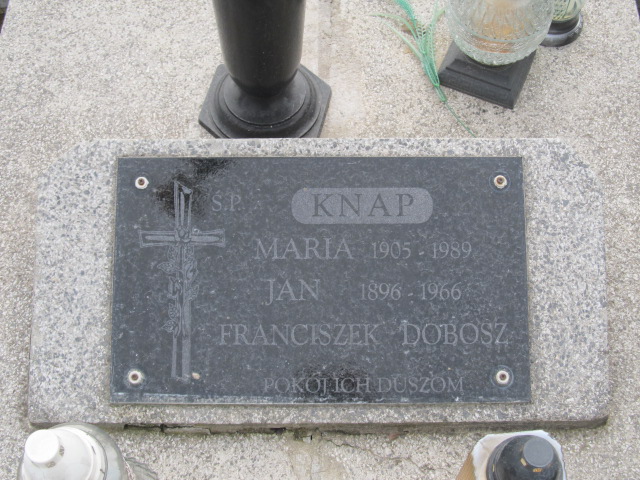 Ś.P. KNAP
MARIA 1905 - 1989
JAN 1896 - 1966
FRANCISZEK DOBOSZ
POKÓJ ICH DUSZOM